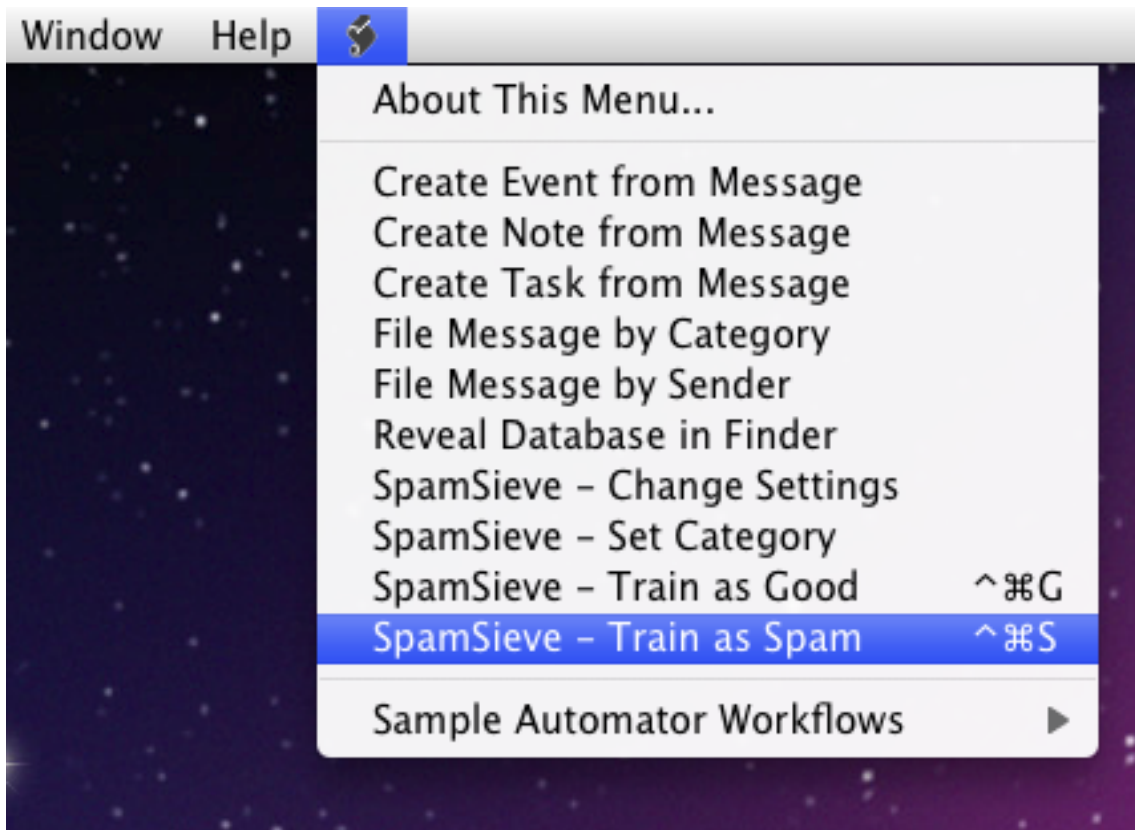 Window Help
About This Menu...
Create Event from Message
Create Note from Message
Create Task from Message
File Message by Category
File Message by Sender
Reveal Database in Finder
SpamSieve – Change Settings
SpamSieve – Set Category
SpamSieve – Train as Good ^⌘G
SpamSieve – Train as Spam ^⌘S
Sample Automator Workflows